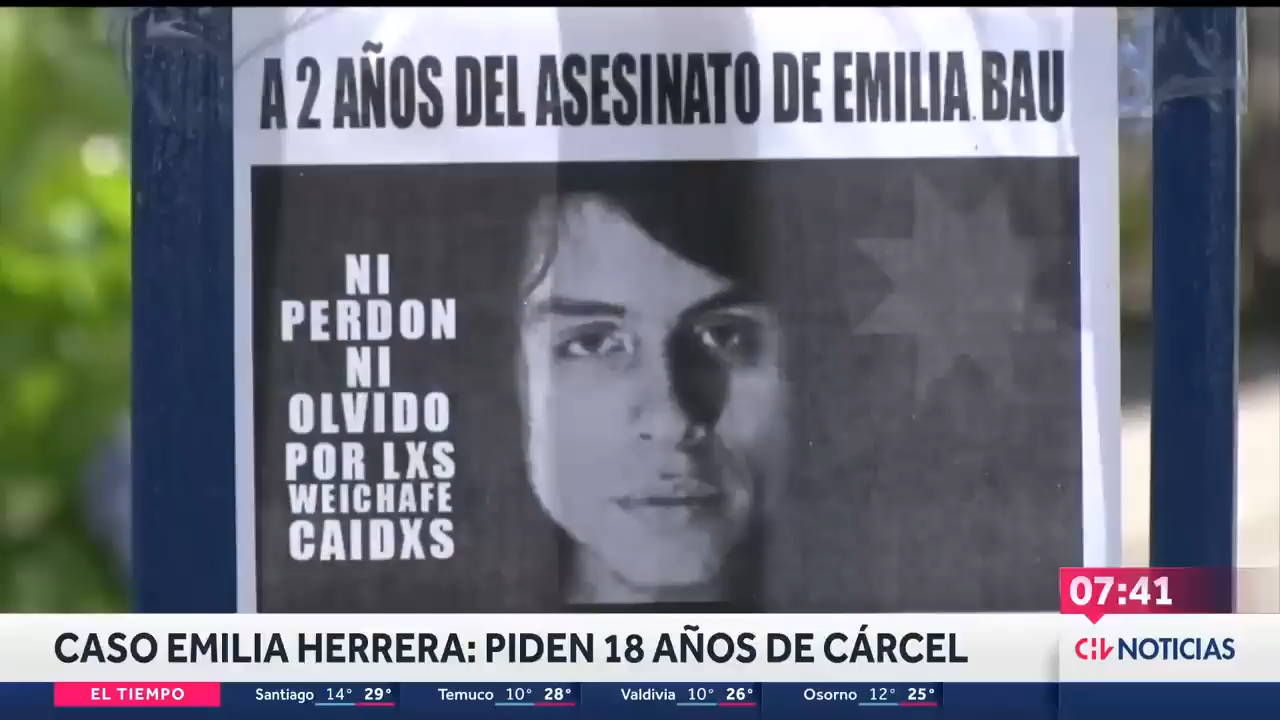 A 2 AÑOS DEL ASESINATO DE EMILIA BAU
NI
PERDON
NI
OLVIDO
POR LXS
WEICHAFE
CAIDXS
07:41
CASO EMILIA HERRERA: PIDEN 18 AÑOS DE CÁRCEL
CHV NOTICIAS
EL TIEMPO Santiago 14° 29° Temuco 10° 28° Valdivia 10° 26° Osorno 12° 25°